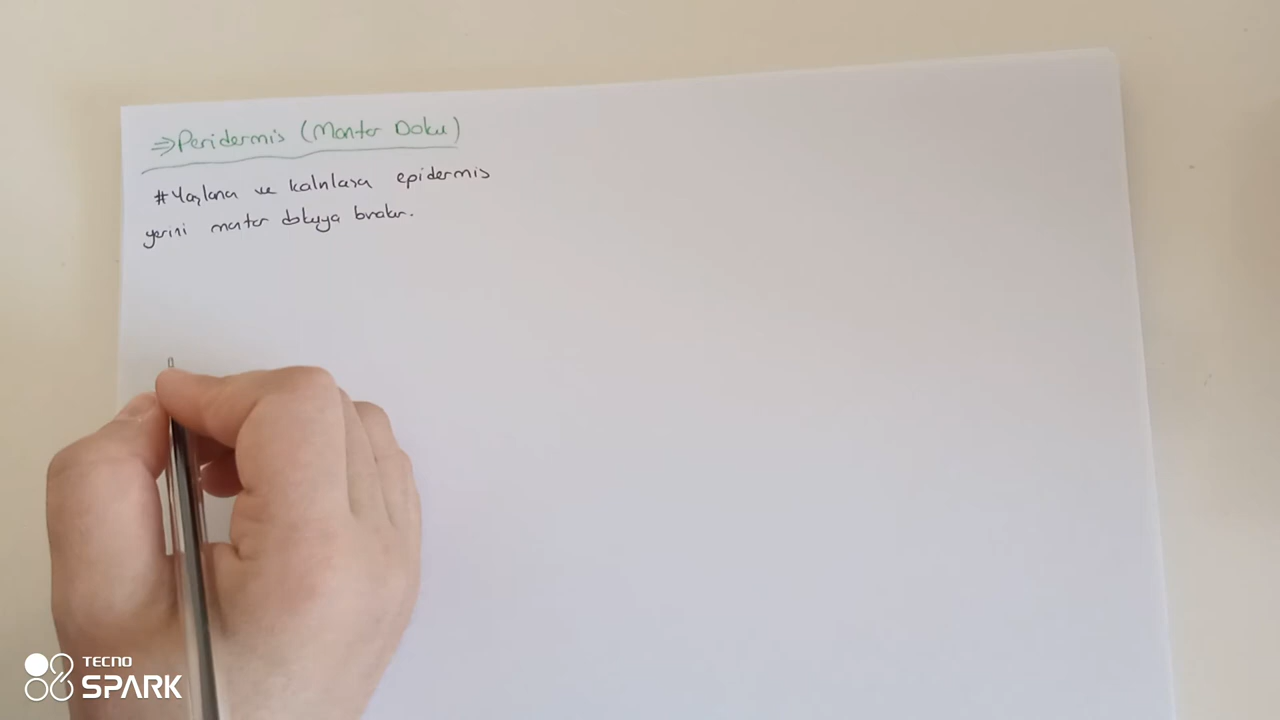 ⇒Peridermis (Mantar Doku)
#Yaşlanan ve kalınlaşan epidermis
yerini mantar dokuya bırakır.
TECNO
SPARK